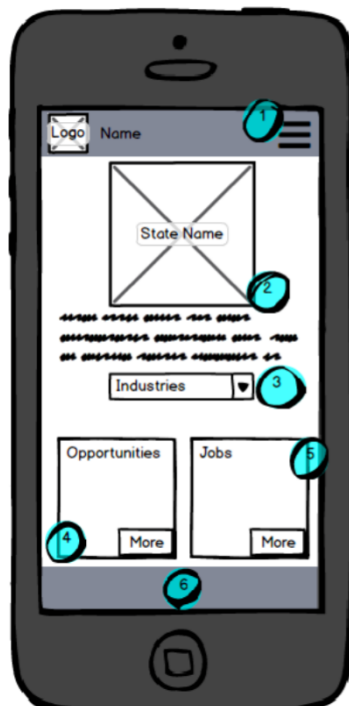 1
Logo Name
State Name
2
Industries
3
Opportunities
Jobs
5
4
More
More
6